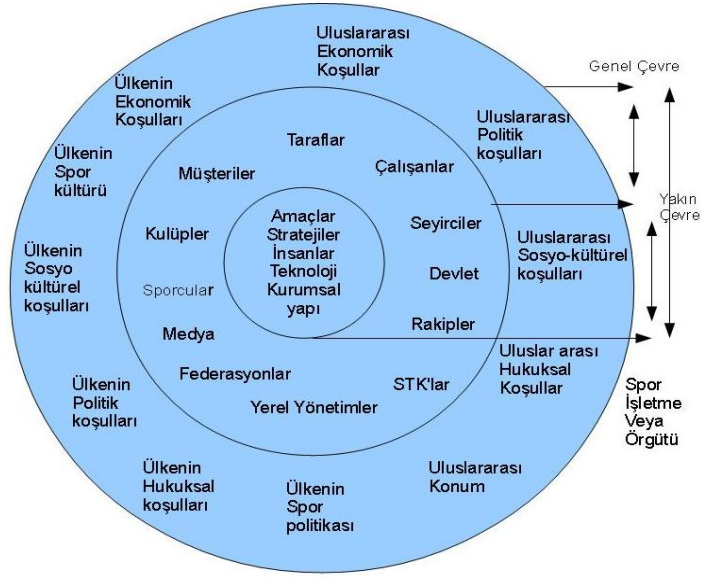 Uluslararası
Ekonomik
Koşullar
Genel Çevre
Ülkenin
Ekonomik
Koşulları
Uluslararası
Politik
koşulları
Taraflar
Ülkenin
Spor
kültürü
Müşteriler
Çalışanlar
Yakın
Çevre
Amaçlar
Stratejiler
İnsanlar
Teknoloji
Kurumsal
yapı
Kulüpler
Seyirciler
Uluslararası
Sosyo-kültürel
koşulları
Ülkenin
Sosyo
kültürel
koşulları
Sporcular
Devlet
Medya
Rakipler
Uluslar arası
Hukuksal
Koşullar
Federasyonlar
STK'lar
Yerel Yönetimler
Spor
İşletme
Veya
Örgütü
Ülkenin
Politik
koşulları
Ülkenin
Hukuksal
koşulları
Ülkenin
Spor
politikası
Uluslararası
Konum